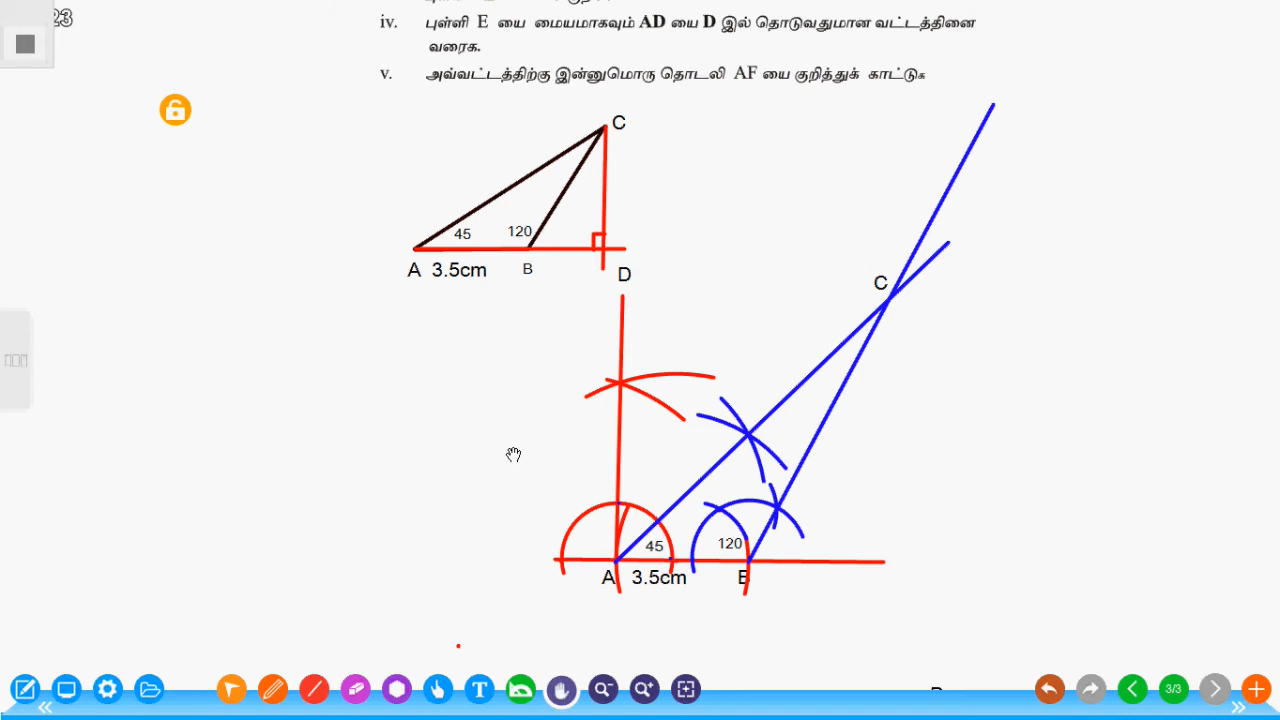 23
iv. புள்ளி E யை மையமாகவும் AD யை D இல் தொடுவதுமான வட்டத்தினை
வரைக.
v. அவ்வட்டத்திற்கு இன்னுமொரு தொடலி AF யை குறித்துக் காட்டுக
C
45 120
A 3.5cm B
D
C
45 120
A 3.5cm B
T 3/3